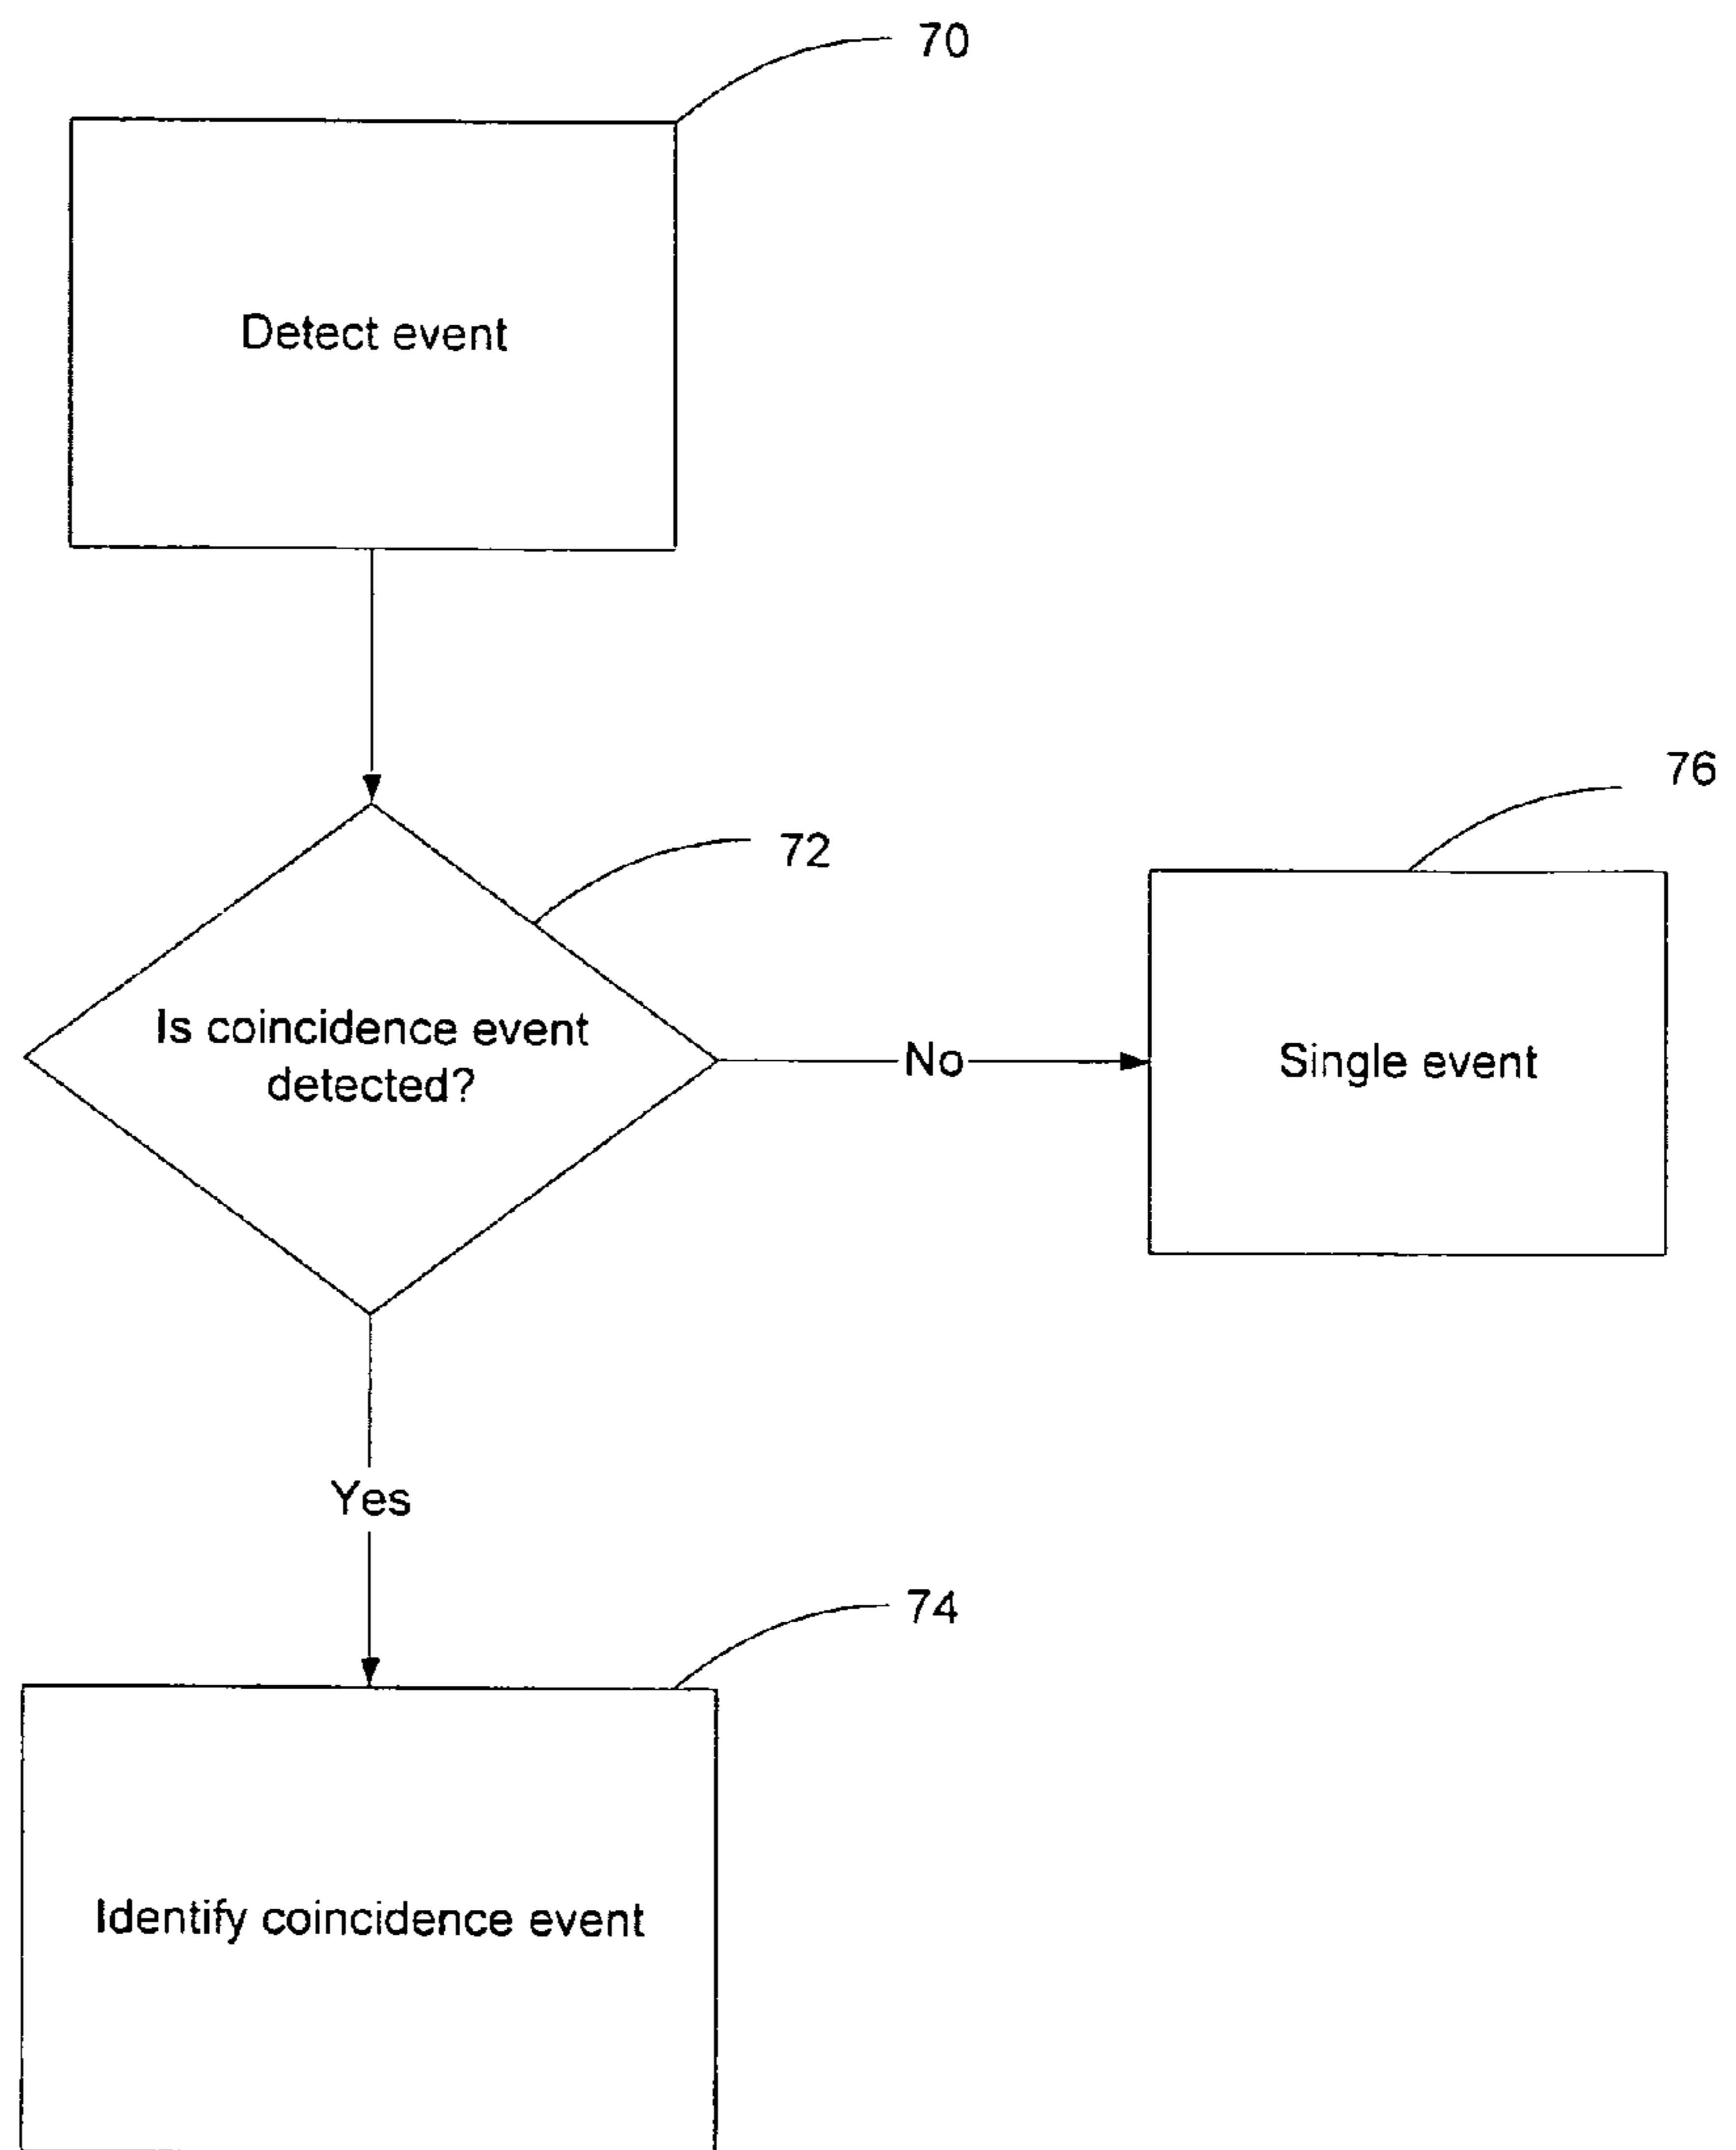 70
Detect event
72
76
Is coincidence event
detected?
No
Single event
Yes
74
Identify coincidence event